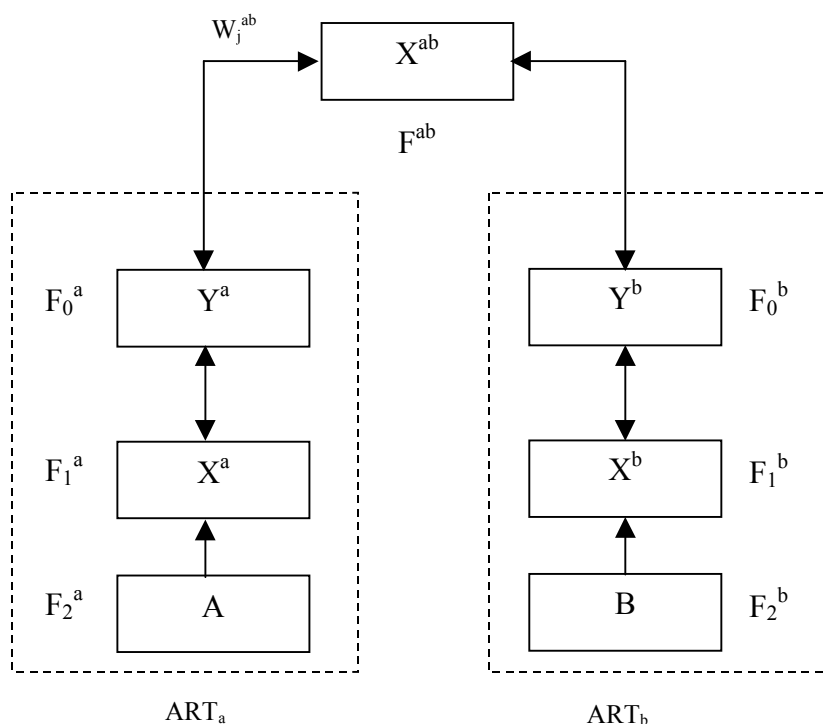 W_j^ab
X^ab
F^ab
F_0^a Y^a Y^b F_0^b
F_1^a X^a X^b F_1^b
F_2^a A B F_2^b
ART_a ART_b